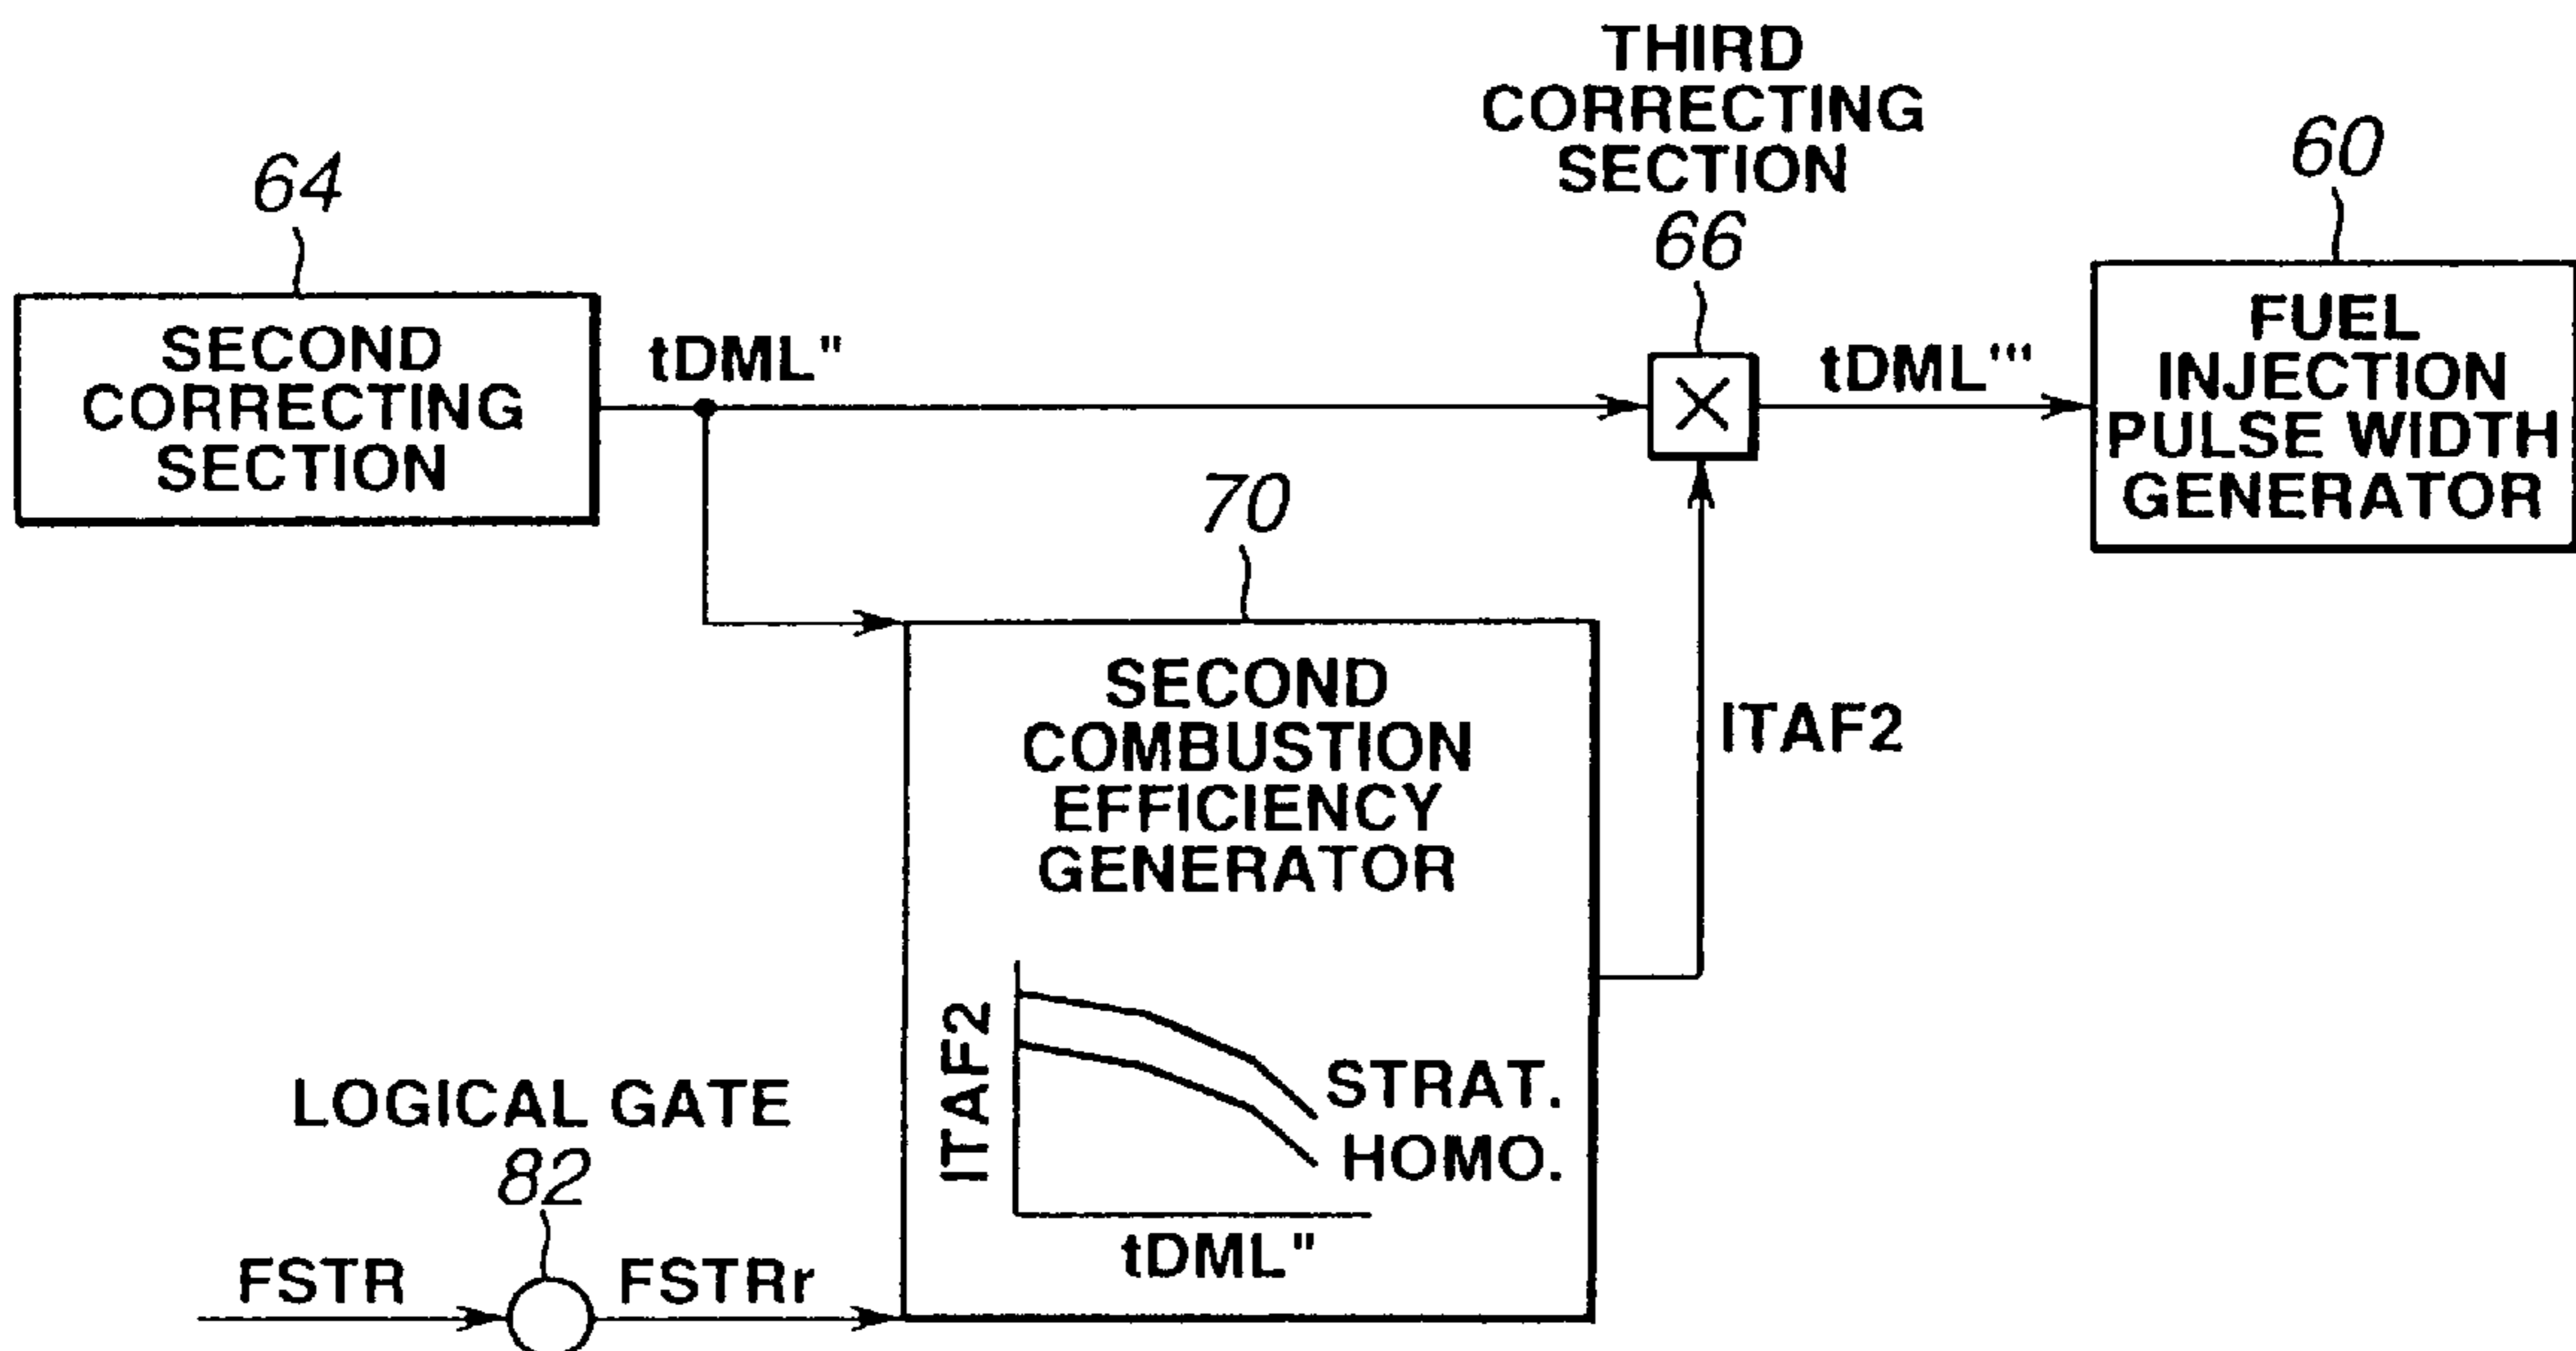 THIRD
CORRECTING
SECTION
66
64
60
SECOND
CORRECTING
SECTION
tDML"
×
tDML'''
FUEL
INJECTION
PULSE WIDTH
GENERATOR
70
SECOND
COMBUSTION
EFFICIENCY
GENERATOR
ITAF2
ITAF2
STRAT.
HOMO.
tDML"
LOGICAL GATE
82
FSTR
FSTRr